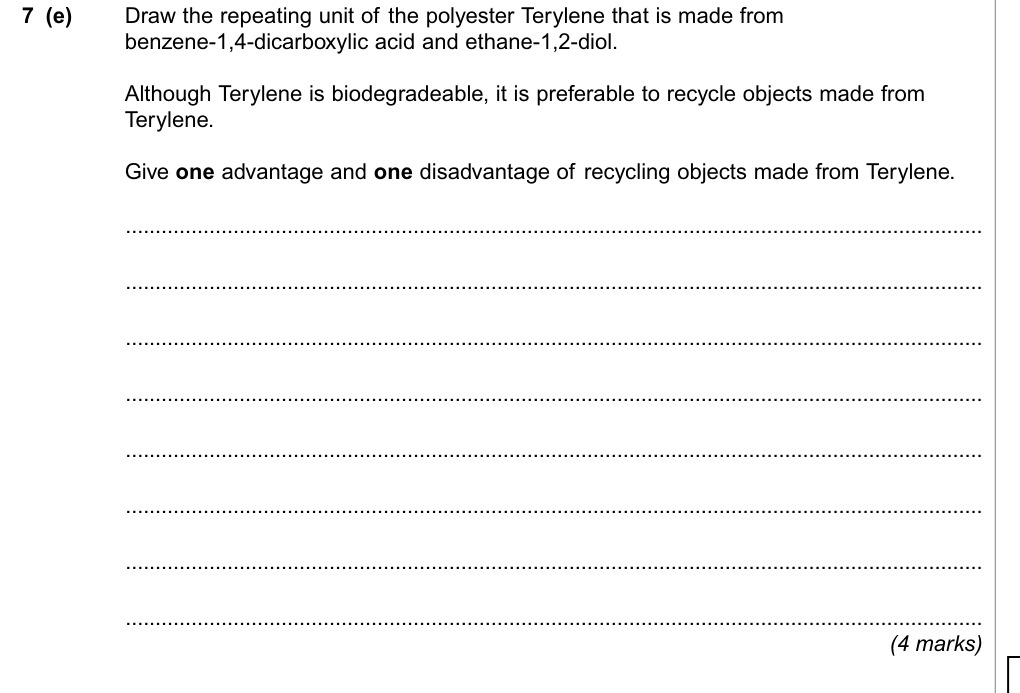 7 (e) Draw the repeating unit of the polyester Terylene that is made from
benzene-1,4-dicarboxylic acid and ethane-1,2-diol.
Although Terylene is biodegradeable, it is preferable to recycle objects made from
Terylene.
Give one advantage and one disadvantage of recycling objects made from Terylene.
(4 marks)